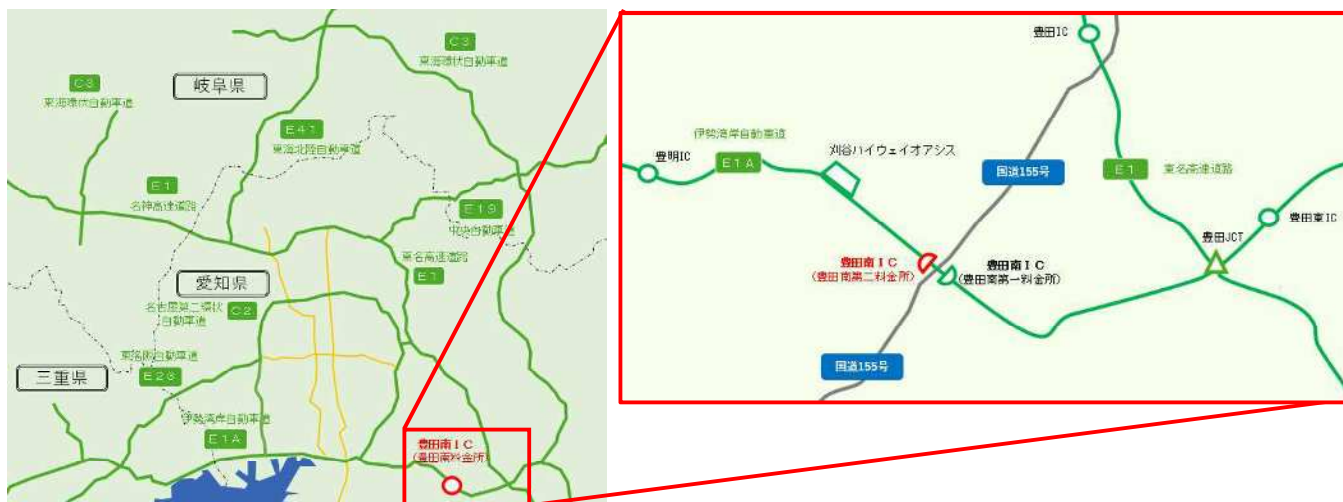 C3
東海環状自動車道
C3
東海環状自動車道
岐阜県
E41
東海北陸自動車道
E1
名神高速道路
E19
中央自動車道
東名高速道路
E1
愛知県
名古屋第二環状
自動車道
C2
東名阪自動車道
E23
三重県
伊勢湾岸自動車道
E1A
豊田南IC
(豊田南料金所)
豊田IC
伊勢湾岸自動車道
E1A
豊明IC
刈谷ハイウェイオアシス
国道155号
E1
東名高速道路
豊田東IC
豊田JCT
豊田南IC
(豊田南第二料金所)
豊田南IC
(豊田南第一料金所)
国道155号